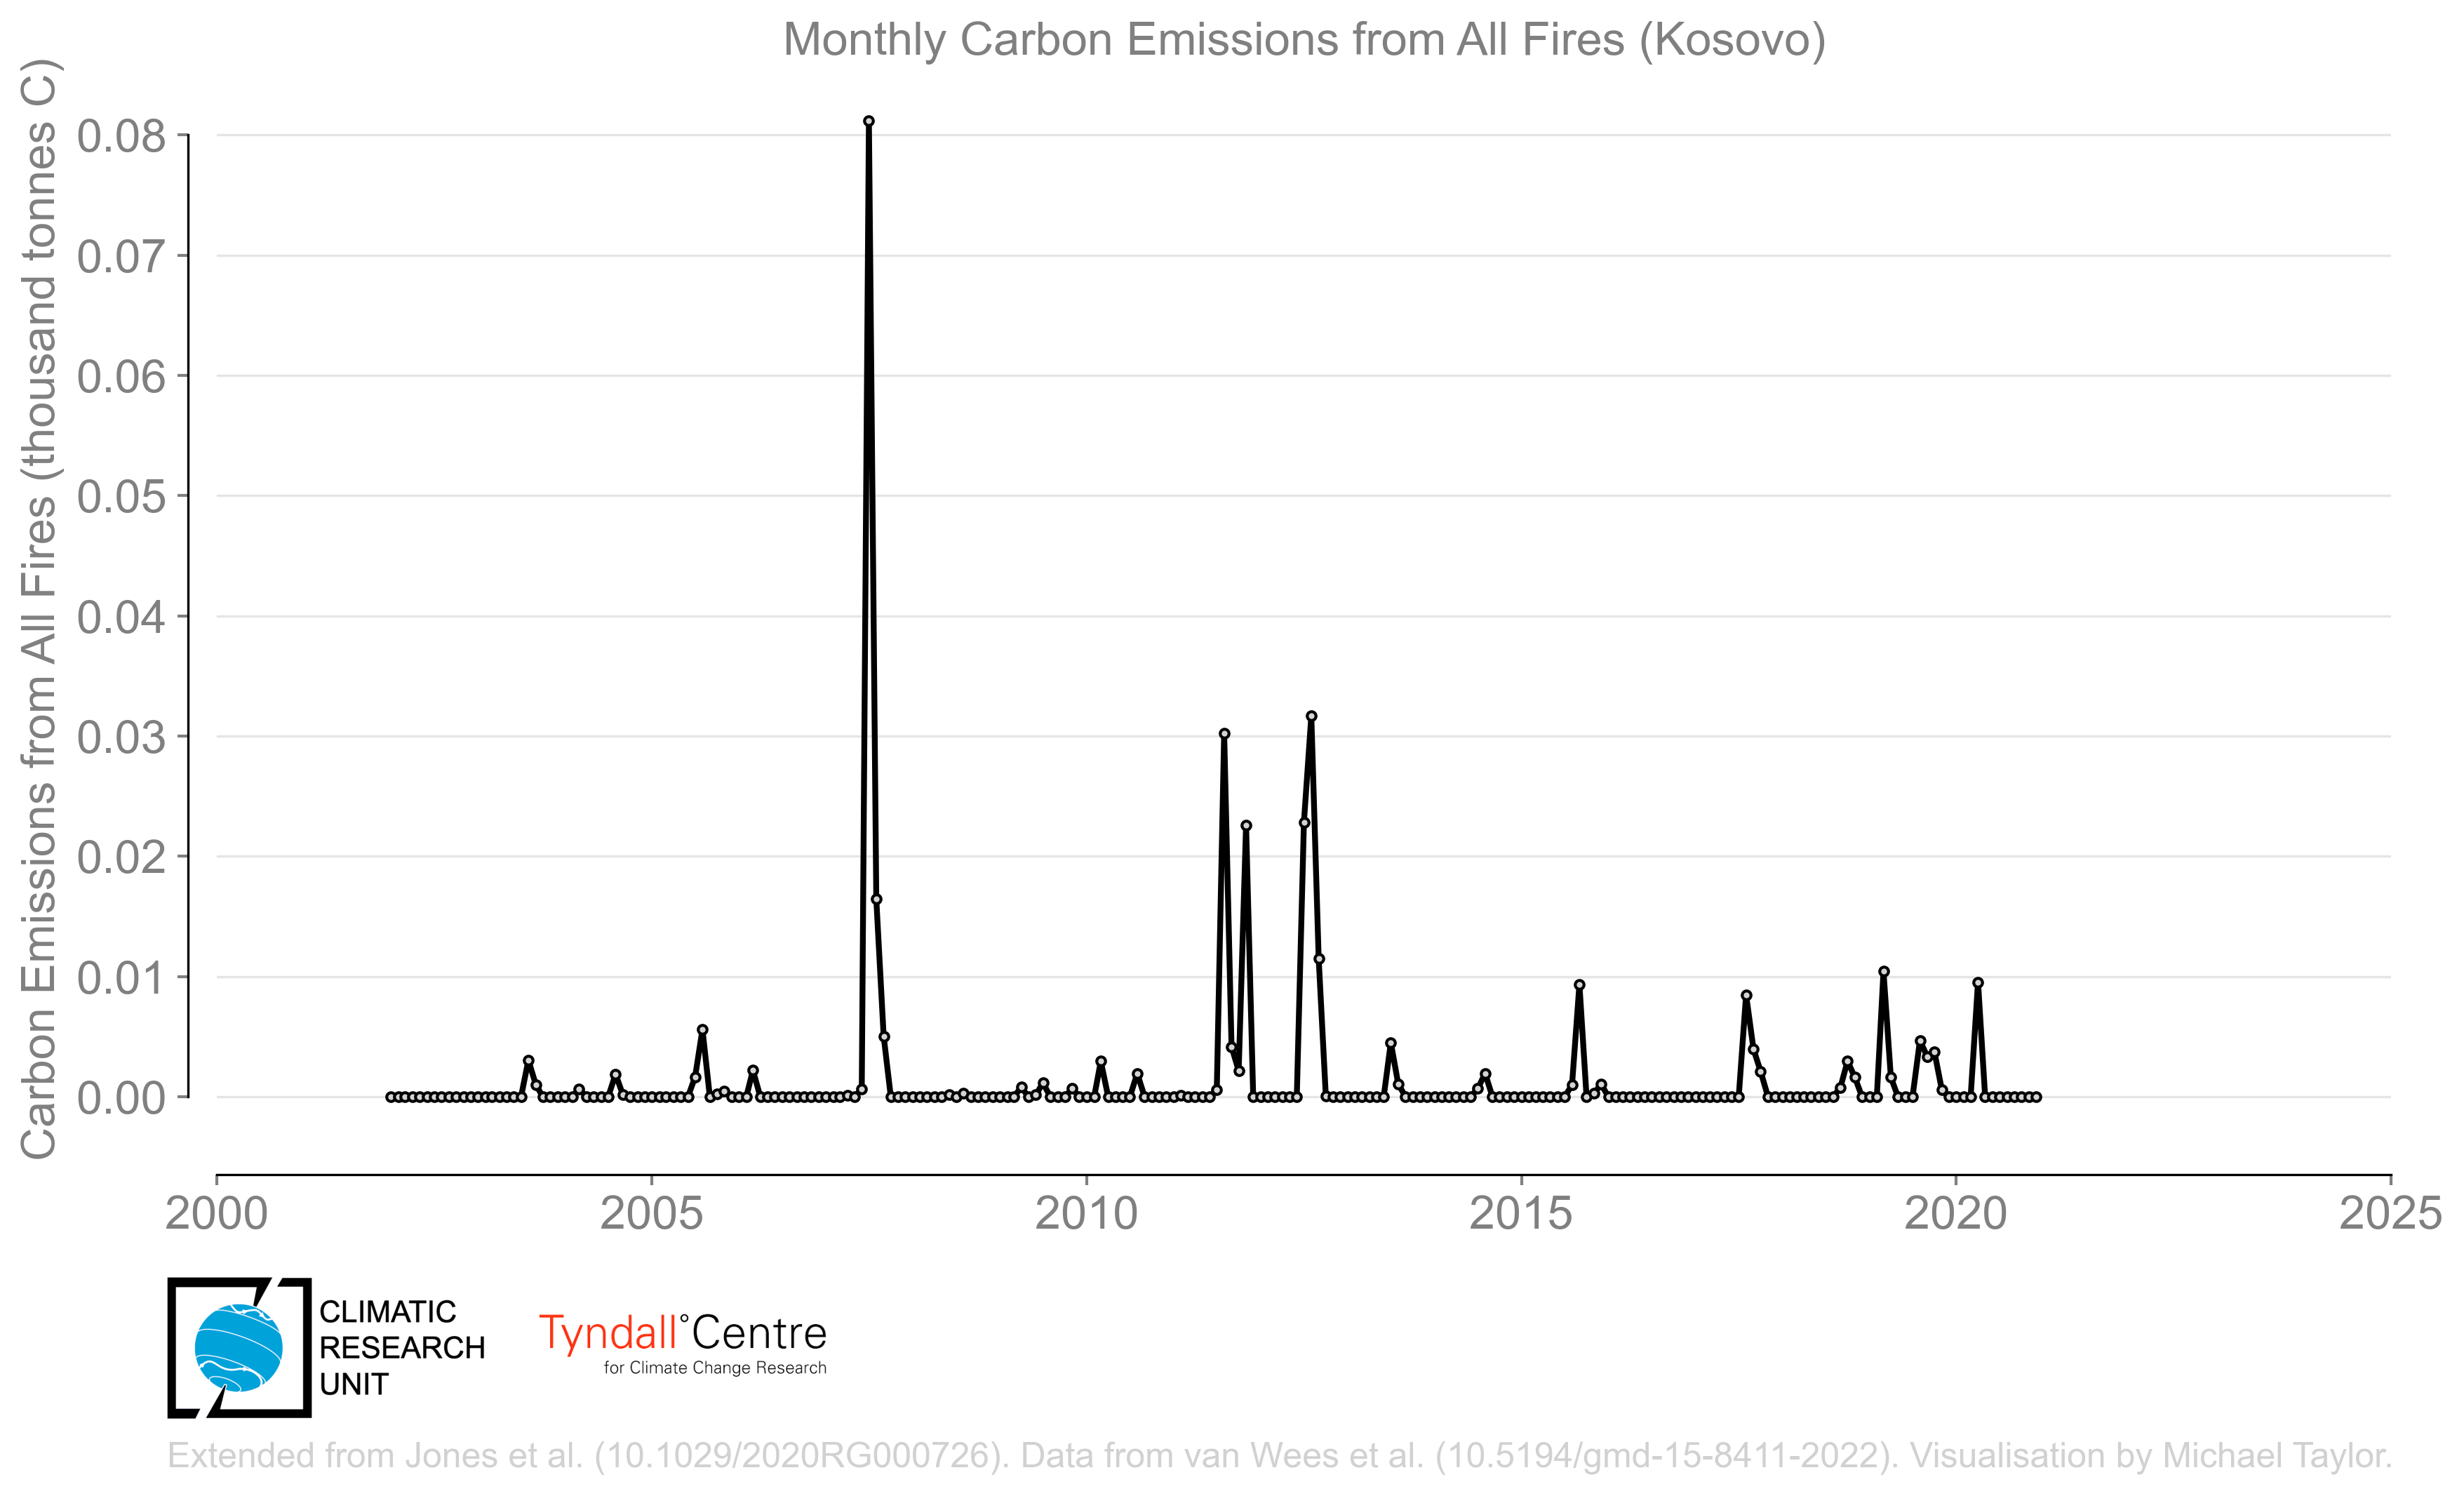 Monthly Carbon Emissions from All Fires (Kosovo)
Carbon Emissions from All Fires (thousand tonnes C)
0.08
0.07
0.06
0.05
0.04
0.03
0.02
0.01
0.00
2000 2005 2010 2015 2020 2025
CLIMATIC
RESEARCH
UNIT
Tyndall°Centre
for Climate Change Research
Extended from Jones et al. (10.1029/2020RG000726). Data from van Wees et al. (10.5194/gmd-15-8411-2022). Visualisation by Michael Taylor.